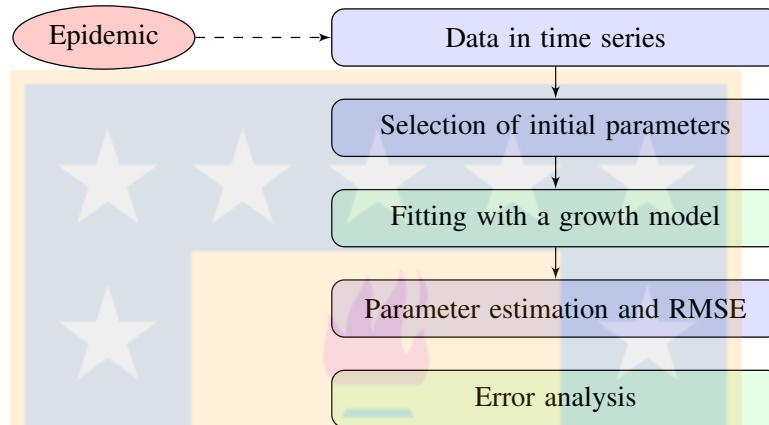 Epidemic
Data in time series
Selection of initial parameters
Fitting with a growth model
Parameter estimation and RMSE
Error analysis